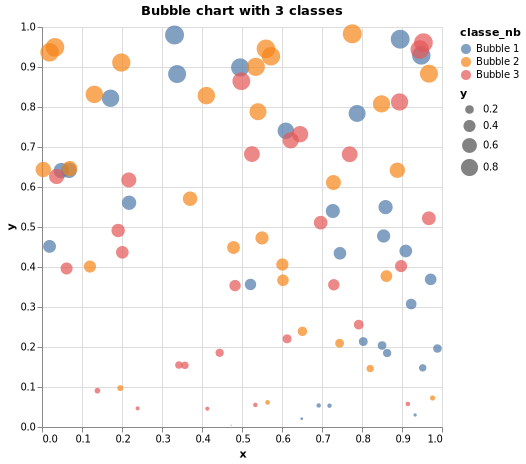 Bubble chart with 3 classes
1.0
0.9
0.8
0.7
0.6
0.5
0.4
0.3
0.2
0.1
0.0
y
0.0 0.1 0.2 0.3 0.4 0.5 0.6 0.7 0.8 0.9 1.0
x
classe_nb
Bubble 1
Bubble 2
Bubble 3
y
0.2
0.4
0.6
0.8